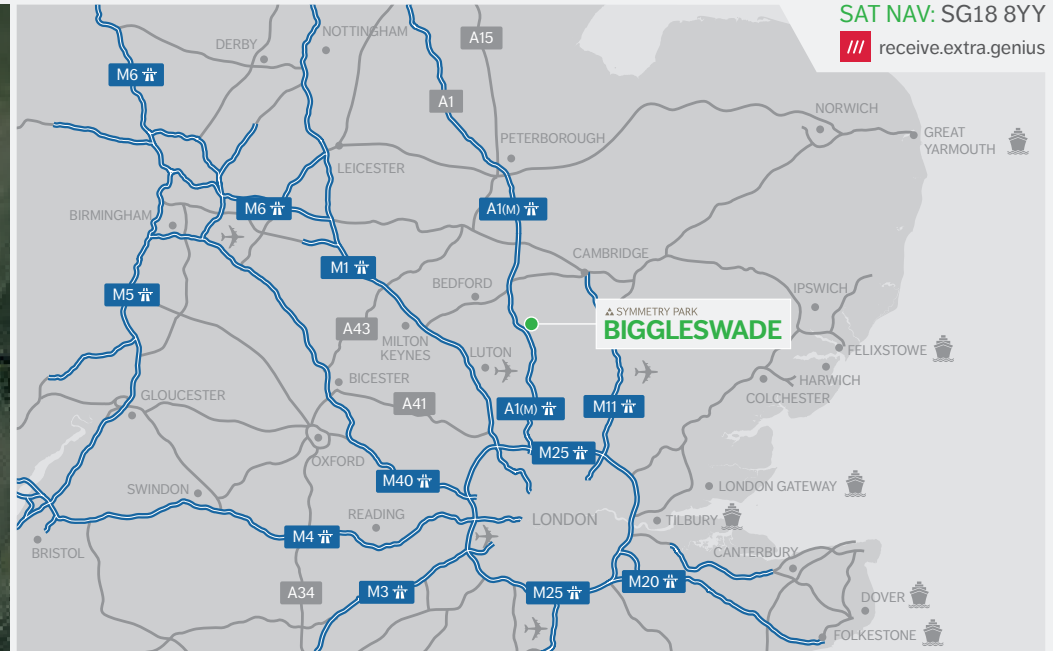 SAT NAV: SG18 8YY
/// receive.extra.genius
A15
NOTTINGHAM
DERBY
M6
A1
NORWICH
PETERBOROUGH
GREAT
YARMOUTH
LEICESTER
BIRMINGHAM
M6
A1(M)
CAMBRIDGE
M1
BEDFORD
IPSWICH
M5
SYMMETRY PARK
BIGGLESWADE
A43
MILTON
KEYNES
LUTON
FELIXSTOWE
BICESTER
HARWICH
COLCHESTER
GLOUCESTER
A41
A1(M)
M11
M25
OXFORD
M40
SWINDON
LONDON GATEWAY
READING
LONDON
TILBURY
M4
BRISTOL
CANTERBURY
M20
A34
M3
M25
DOVER
FOLKESTONE